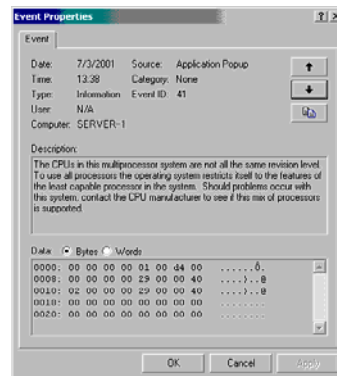 Event Properties
Event
Date: 7/3/2001 Source: Application Popup
Time: 13:38 Category: None
Type: Information Event ID: 41
User: N/A
Computer: SERVER-1
Description:
The CPUs in this multiprocessor system are not all the same revision level.
To use all processors the operating system restricts itself to the features of
the least capable processor in the system. Should problems occur with
this system, contact the CPU manufacturer to see if this mix of processors
is supported.
Data: Bytes Words
0000: 00 00 00 00 01 00 d4 00 ......Ô.
0008: 00 00 00 00 29 00 00 40 ....)..@
0010: 02 00 00 00 29 00 00 40 ....)..@
0018: 00 00 00 00 00 00 00 00 ........
0020: 00 00 00 00 00 00 00 00 ........
OK Cancel Apply